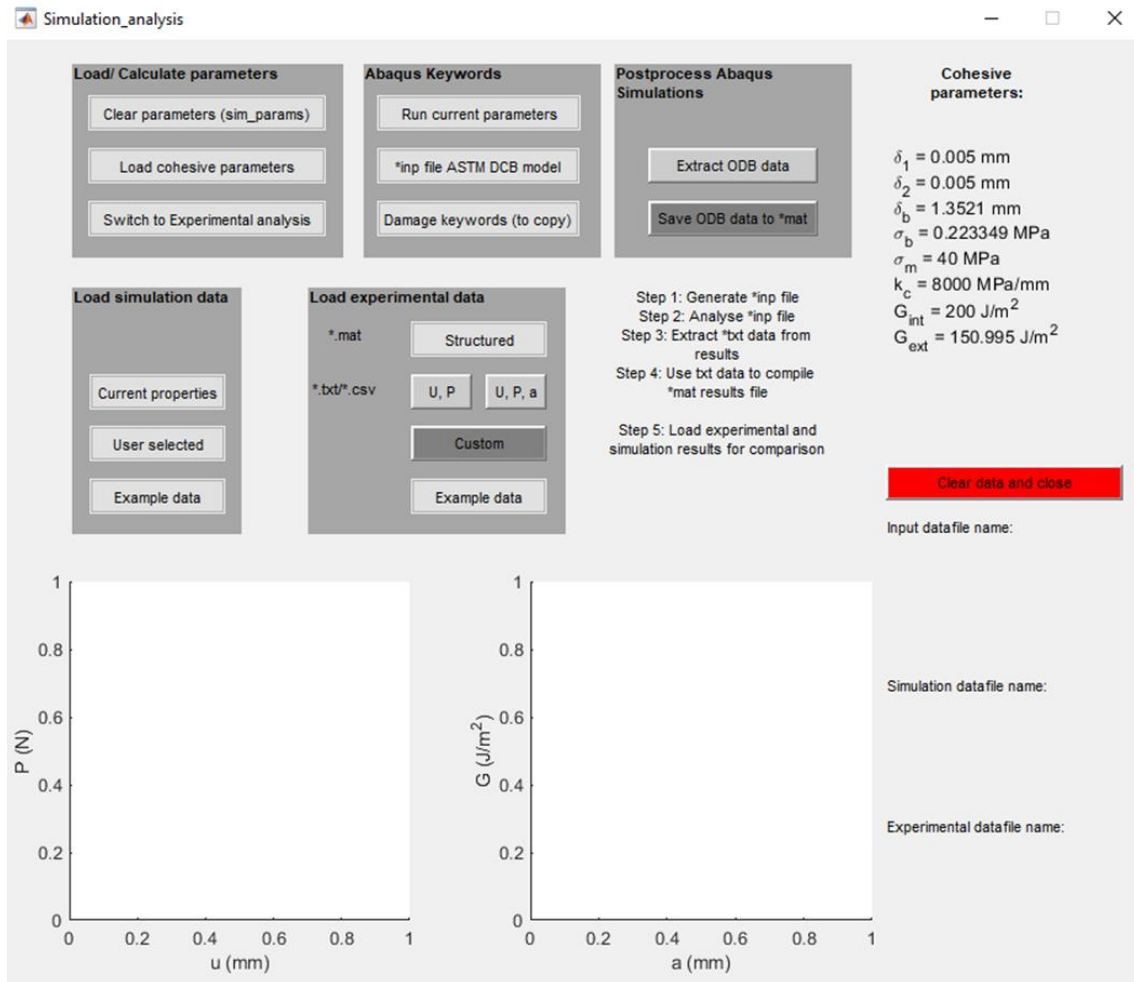 Simulation_analysis
Load/ Calculate parameters
Clear parameters (sim_params)
Load cohesive parameters
Switch to Experimental analysis
Abaqus Keywords
Run current parameters
*inp file ASTM DCB model
Damage keywords (to copy)
Postprocess Abaqus
Simulations
Extract ODB data
Save ODB data to *mat
Cohesive
parameters:
δ₁ = 0.005 mm
δ₂ = 0.005 mm
δ_b = 1.3521 mm
σ_b = 0.223349 MPa
σ_m = 40 MPa
k_c = 8000 MPa/mm
G_int = 200 J/m²
G_ext = 150.995 J/m²
Load simulation data
Current properties
User selected
Example data
Load experimental data
*.mat
Structured
*.txt/*.csv
U, P
U, P, a
Custom
Example data
Step 1: Generate *inp file
Step 2: Analyse *inp file
Step 3: Extract *txt data from
results
Step 4: Use txt data to compile
*mat results file
Step 5: Load experimental and
simulation results for comparison
Clear data and close
Input datafile name:
Simulation datafile name:
Experimental datafile name:
1
0.8
0.6
0.4
0.2
0
P (N)
0 0.2 0.4 0.6 0.8 1
u (mm)
1
0.8
0.6
0.4
0.2
0
G (J/m²)
0 0.2 0.4 0.6 0.8 1
a (mm)